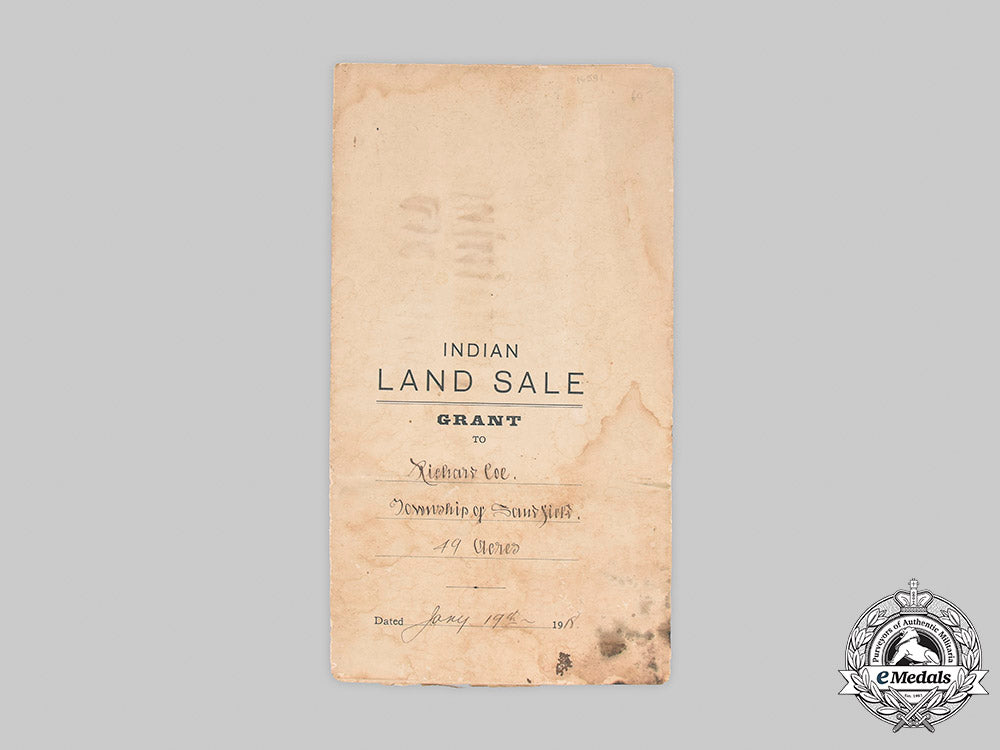 INDIAN
LAND SALE
GRANT
TO
Richard Coe.
Township of Sandfield.
49 Acres
Dated Jany 19th 1918
Purveyors of Authentic Militaria
eMedals